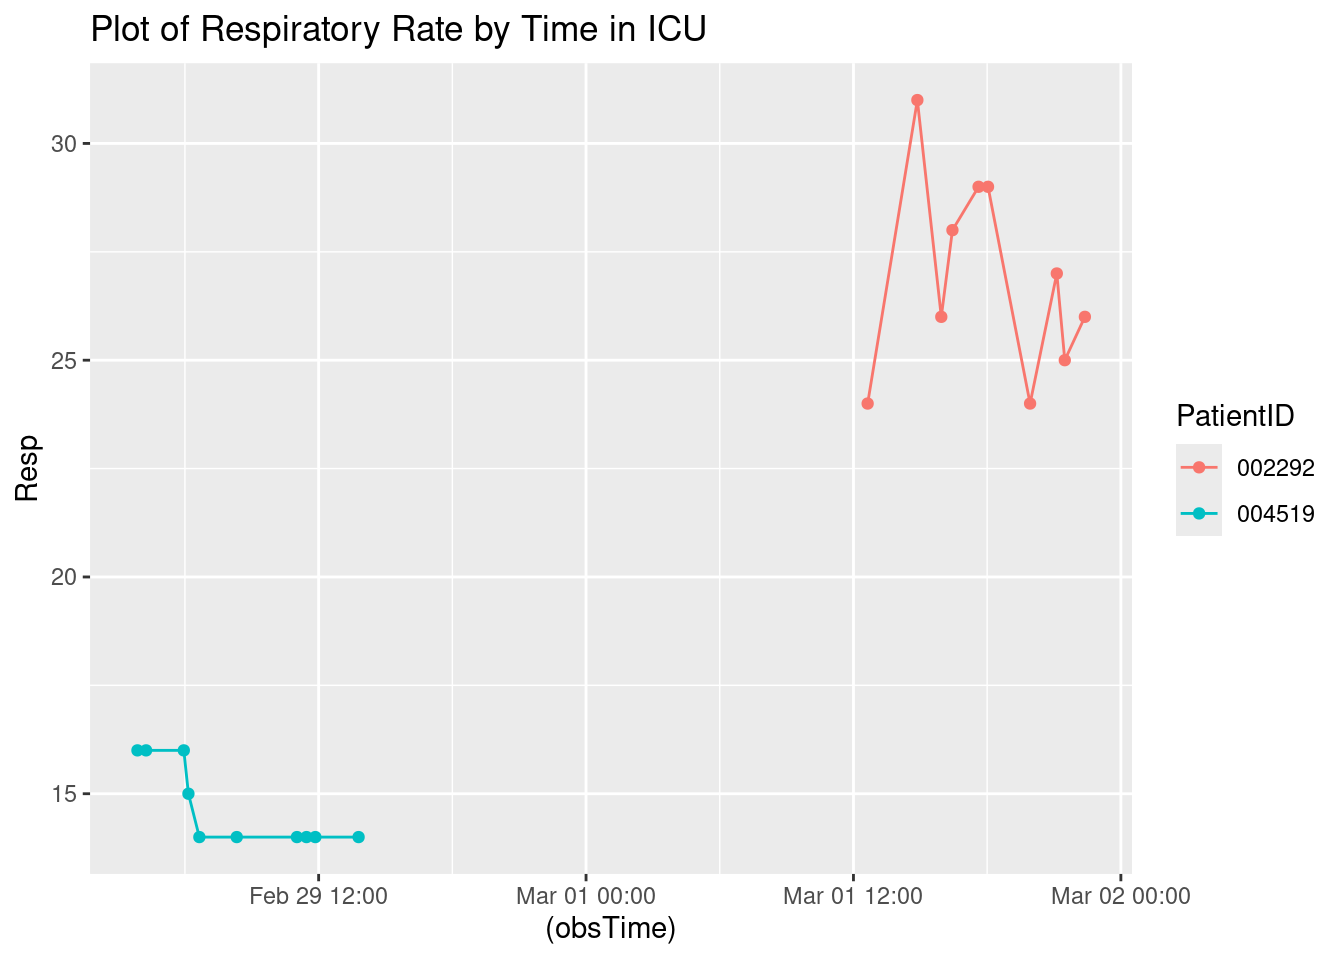 Plot of Respiratory Rate by Time in ICU
30
25
20
15
Resp
Feb 29 12:00
Mar 01 00:00
Mar 01 12:00
Mar 02 00:00
(obsTime)
PatientID
002292
004519